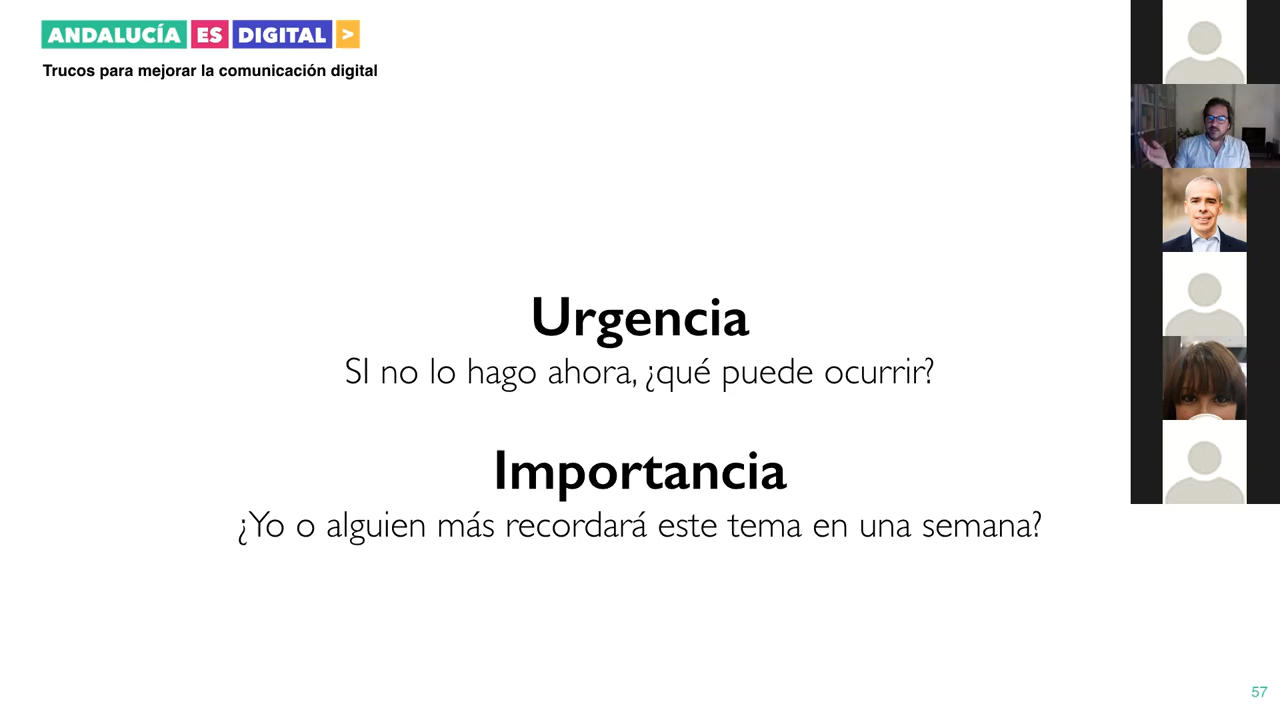 ANDALUCÍA ES DIGITAL >
Trucos para mejorar la comunicación digital
Urgencia
SI no lo hago ahora, ¿qué puede ocurrir?
Importancia
¿Yo o alguien más recordará este tema en una semana?
57